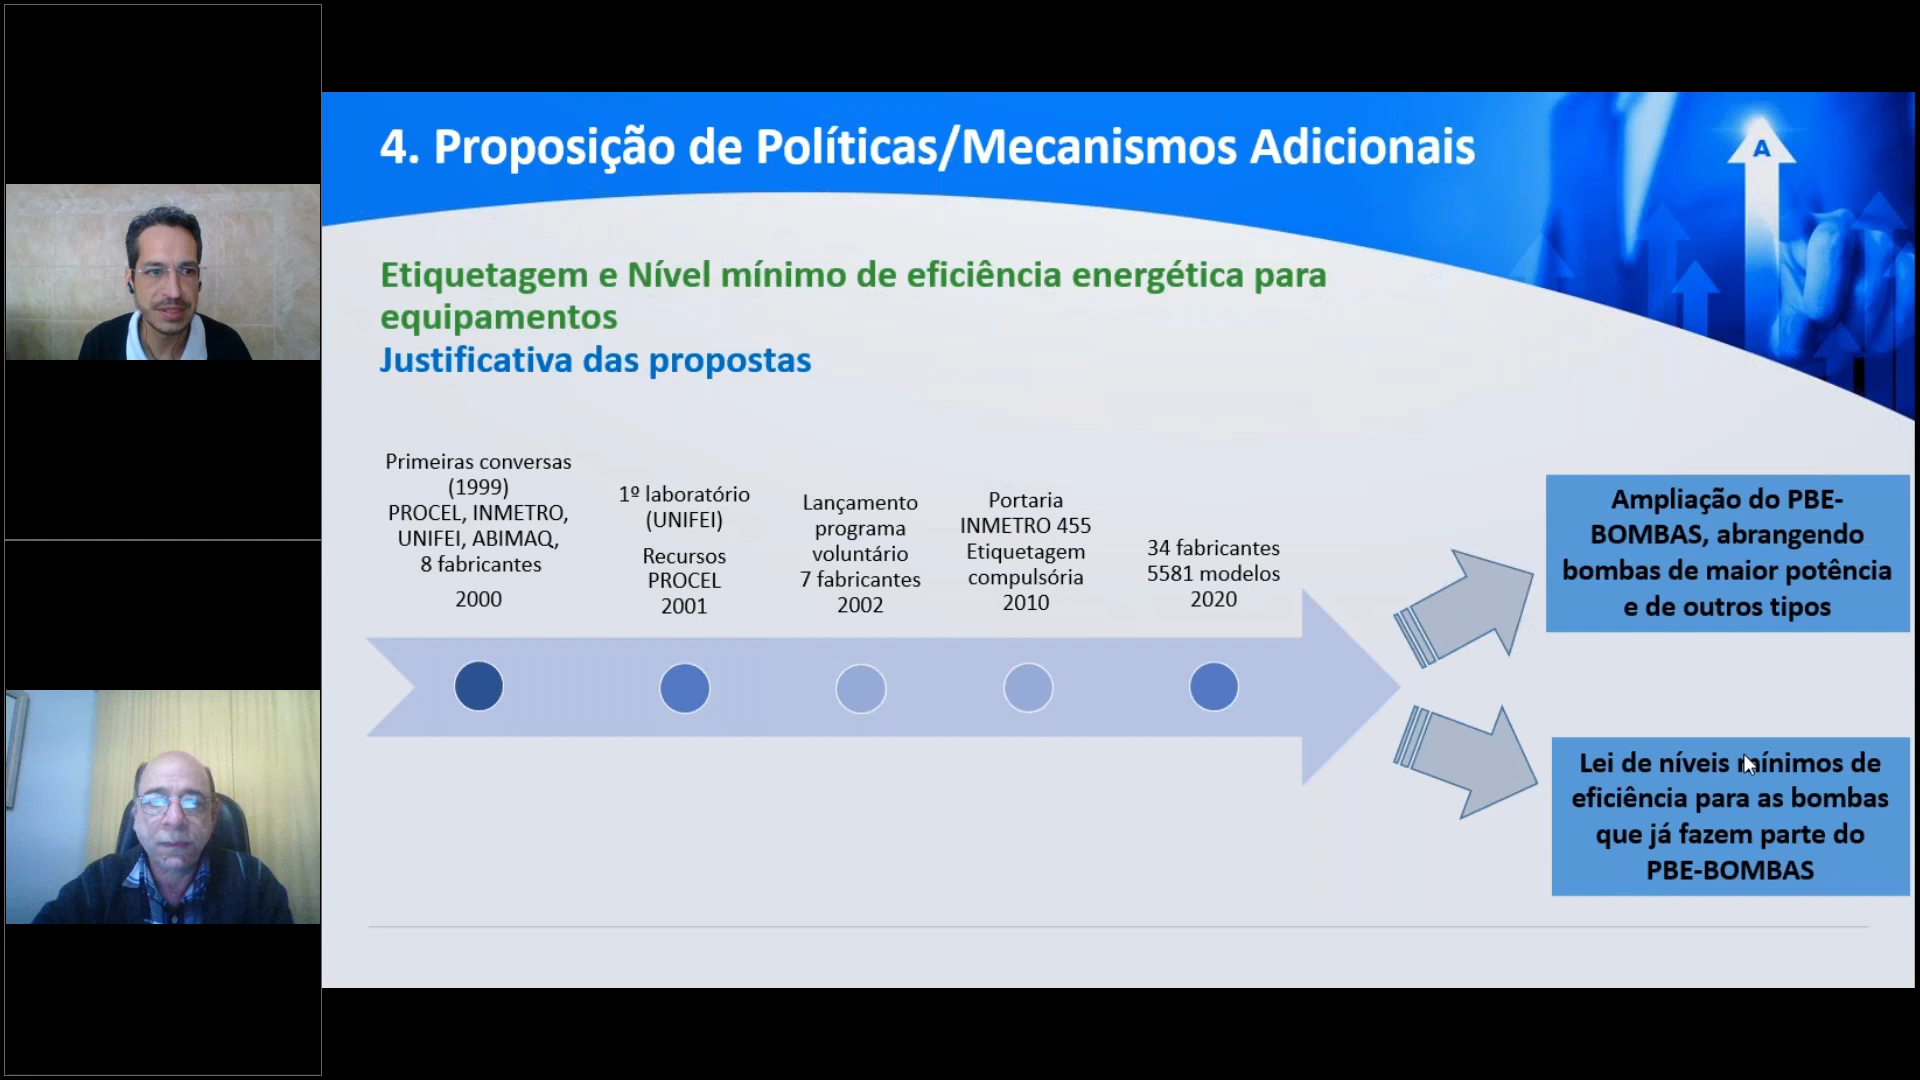 4. Proposição de Políticas/Mecanismos Adicionais
A
Etiquetagem e Nível mínimo de eficiência energética para
equipamentos
Justificativa das propostas
Primeiras conversas
(1999)
PROCEL, INMETRO,
UNIFEI, ABIMAQ,
8 fabricantes
2000
1º laboratório
(UNIFEI)
Recursos
PROCEL
2001
Lançamento
programa
voluntário
7 fabricantes
2002
Portaria
INMETRO 455
Etiquetagem
compulsória
2010
34 fabricantes
5581 modelos
2020
Ampliação do PBE-
BOMBAS, abrangendo
bombas de maior potência
e de outros tipos
Lei de níveis mínimos de
eficiência para as bombas
que já fazem parte do
PBE-BOMBAS